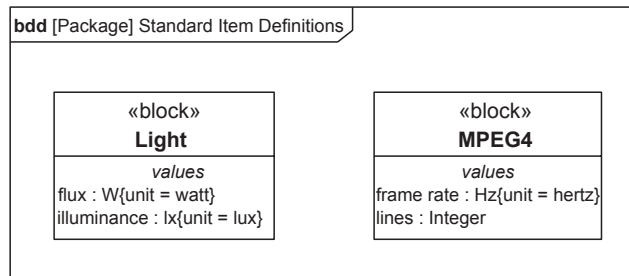 bdd [Package] Standard Item Definitions
«block»
Light
values
flux : W{unit = watt}
illuminance : lx{unit = lux}
«block»
MPEG4
values
frame rate : Hz{unit = hertz}
lines : Integer